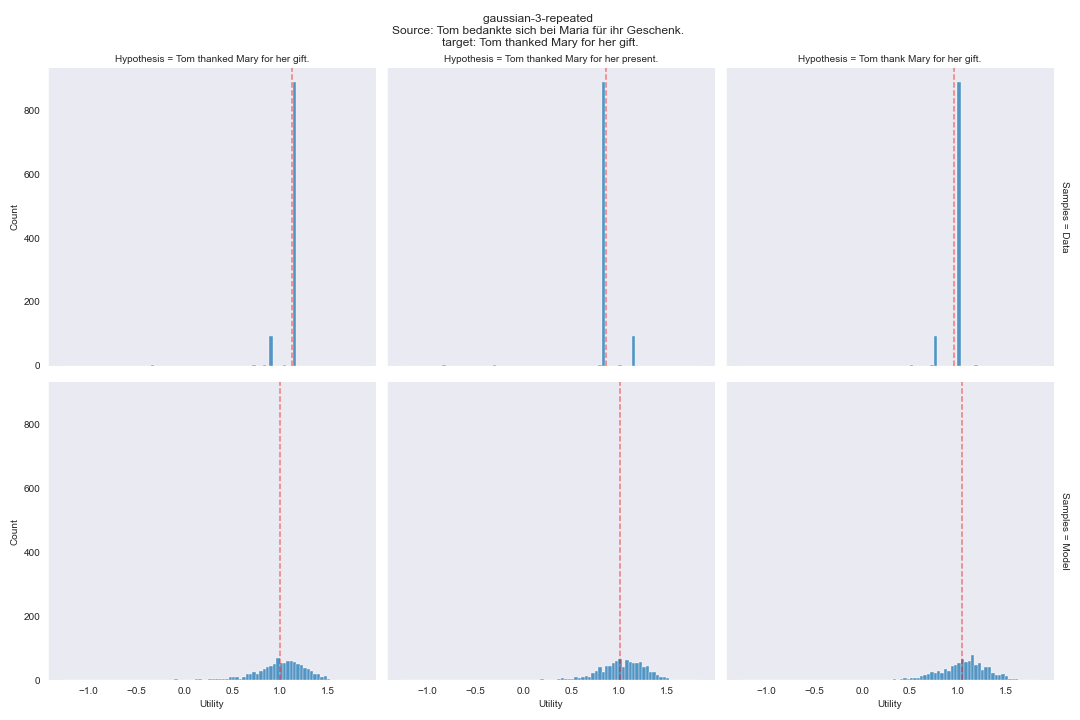 gaussian-3-repeated
Source: Tom bedankte sich bei Maria für ihr Geschenk.
target: Tom thanked Mary for her gift.
Hypothesis = Tom thanked Mary for her gift.
Hypothesis = Tom thanked Mary for her present.
Hypothesis = Tom thank Mary for her gift.
800
600
400
200
0
Count
Samples = Data
800
600
400
200
0
Count
Samples = Model
−1.0 −0.5 0.0 0.5 1.0 1.5
Utility
−1.0 −0.5 0.0 0.5 1.0 1.5
Utility
−1.0 −0.5 0.0 0.5 1.0 1.5
Utility